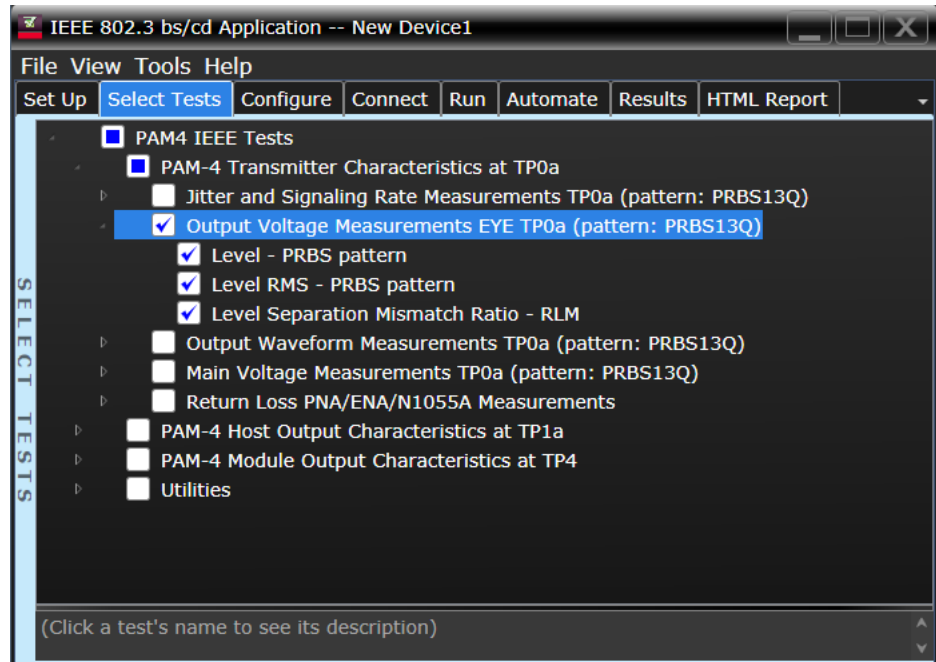 IEEE 802.3 bs/cd Application -- New Device1
File View Tools Help
Set Up Select Tests Configure Connect Run Automate Results HTML Report
PAM4 IEEE Tests
PAM-4 Transmitter Characteristics at TP0a
Jitter and Signaling Rate Measurements TP0a (pattern: PRBS13Q)
Output Voltage Measurements EYE TP0a (pattern: PRBS13Q)
Level - PRBS pattern
Level RMS - PRBS pattern
Level Separation Mismatch Ratio - RLM
Output Waveform Measurements TP0a (pattern: PRBS13Q)
Main Voltage Measurements TP0a (pattern: PRBS13Q)
Return Loss PNA/ENA/N1055A Measurements
PAM-4 Host Output Characteristics at TP1a
PAM-4 Module Output Characteristics at TP4
Utilities
SELECT TESTS
(Click a test's name to see its description)